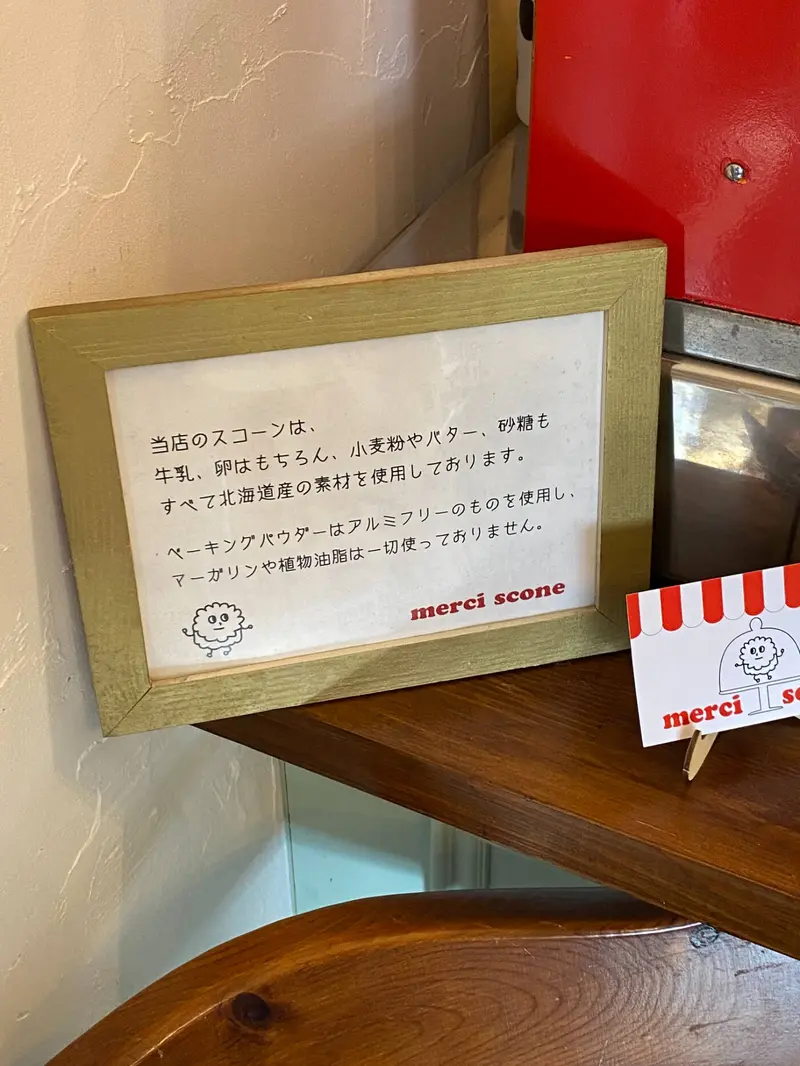 当店のスコーンは、
牛乳、卵はもちろん、小麦粉やバター、砂糖も
すべて北海道産の素材を使用しております。
ベーキングパウダーはアルミフリーのものを使用し、
マーガリンや植物油脂は一切使っておりません。
merci scone
merci